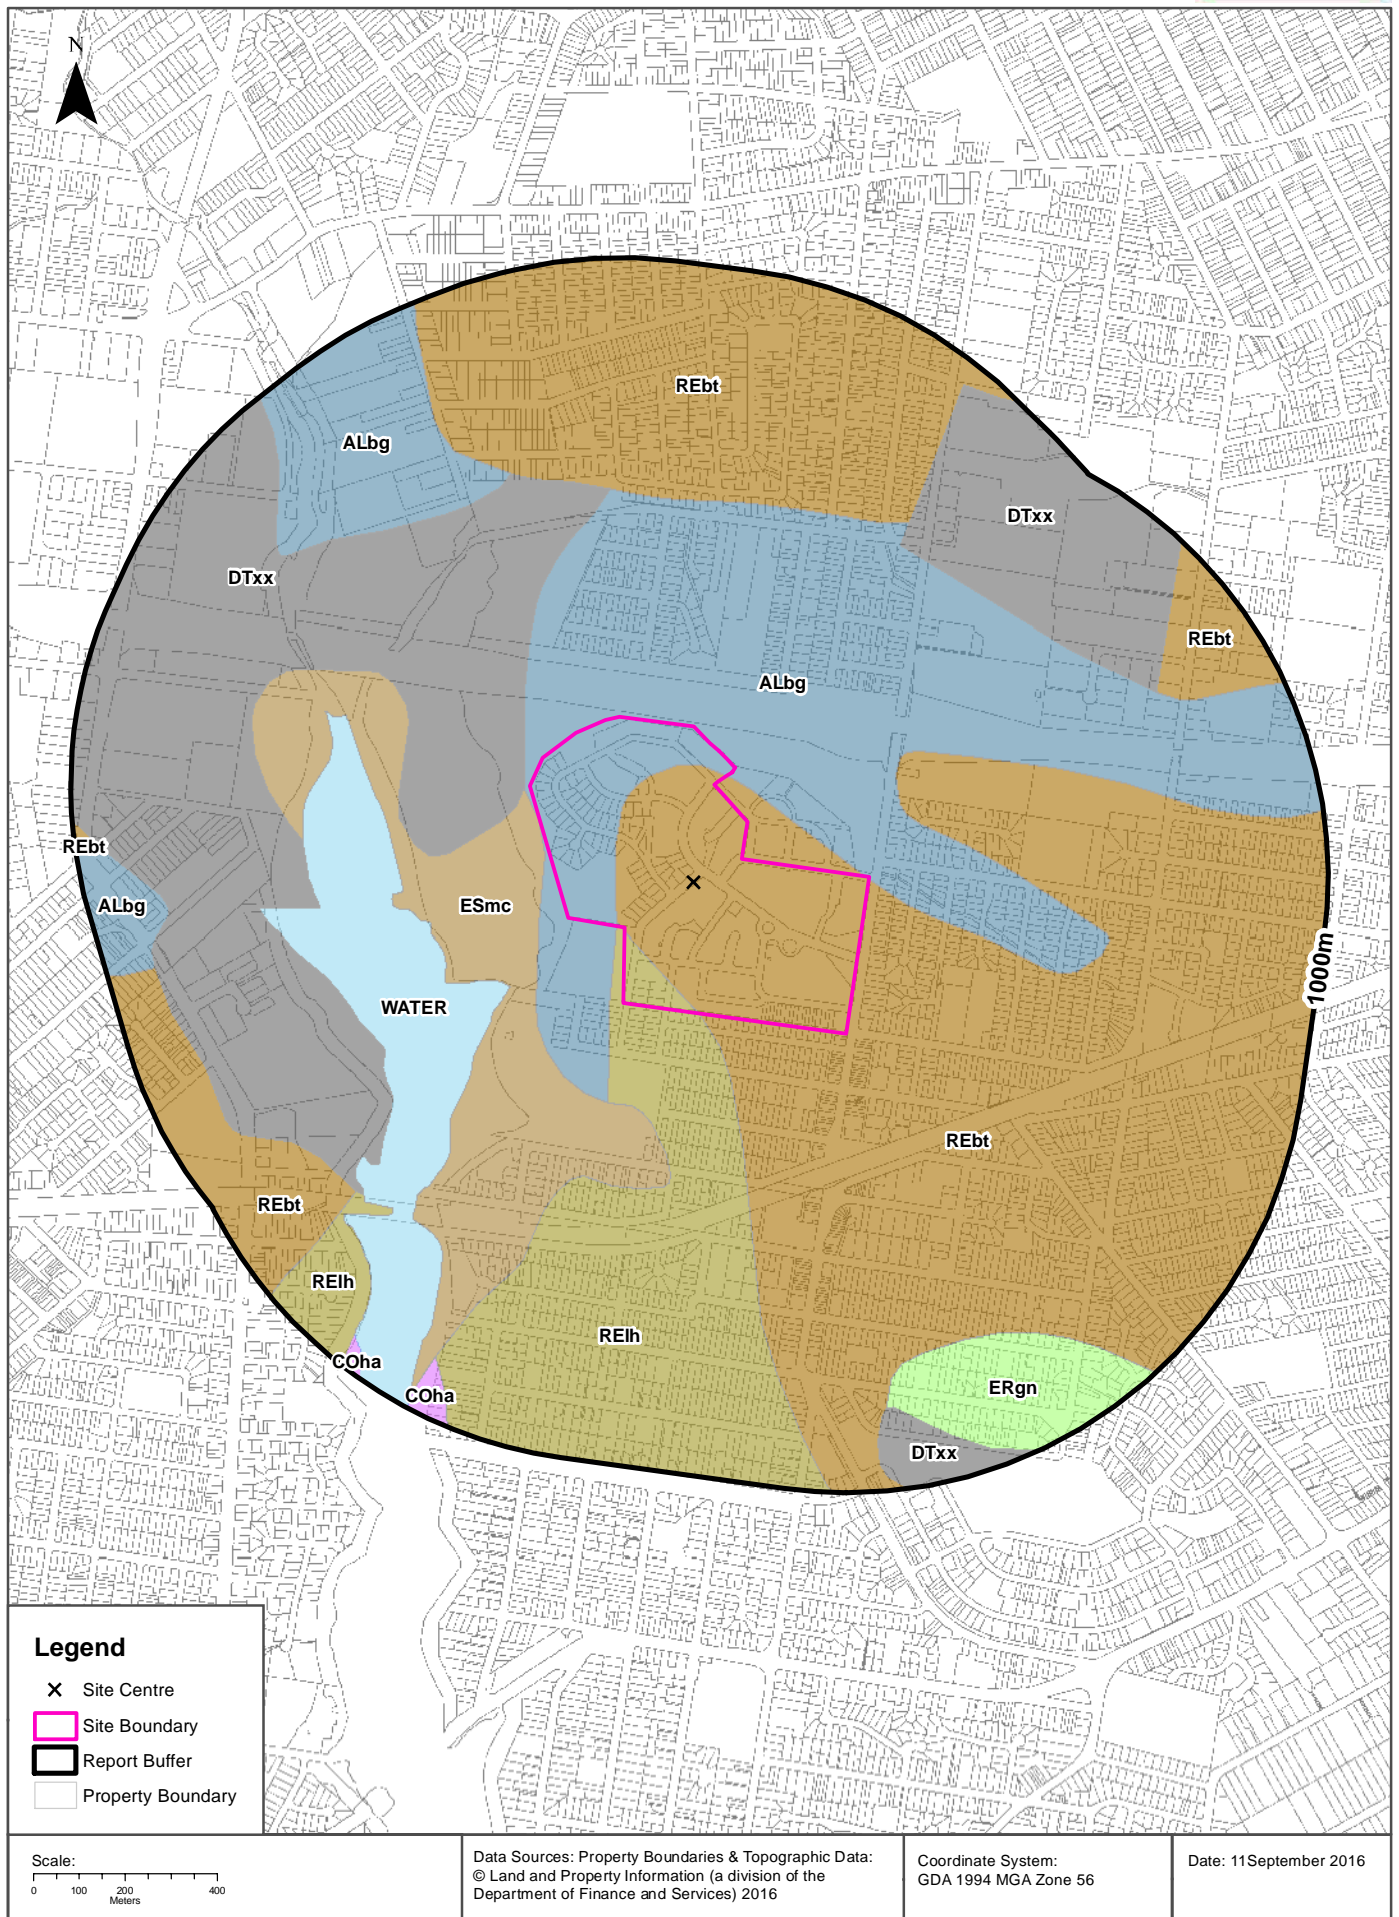 N
REbt
ALbg
DTxx
DTxx
REbt
ALbg
REbt
ALbg
ESmc
1000m
WATER
REbt
REbt
RElh
RElh
COha
COha
ERgn
DTxx
Legend
Site Centre
Site Boundary
Report Buffer
Property Boundary
Scale:
0 100 200 400
Meters
Data Sources: Property Boundaries & Topographic Data:
© Land and Property Information (a division of the
Department of Finance and Services) 2016
Coordinate System:
GDA 1994 MGA Zone 56
Date: 11September 2016